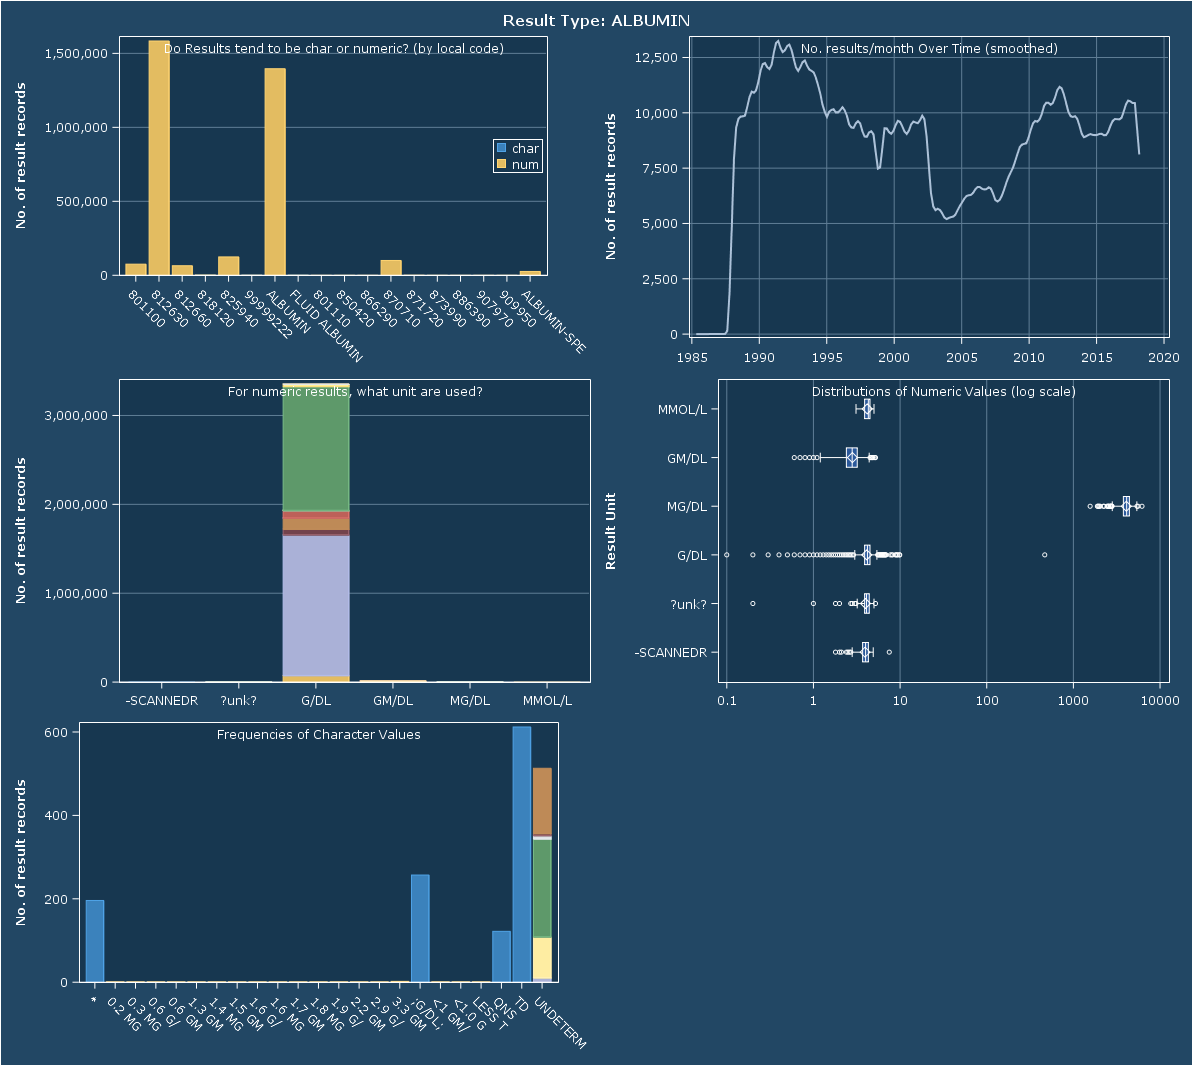 Result Type: ALBUMIN
Do Results tend to be char or numeric? (by local code)
No. of result records
1,500,000
1,000,000
500,000
0
char
num
801100
812630
812660
818120
825940
99999222
ALBUMIN
FLUID ALBUMIN
801110
850420
866290
870710
871720
873990
886390
907970
909950
ALBUMIN-SPE
No. results/month Over Time (smoothed)
No. of result records
12,500
10,000
7,500
5,000
2,500
0
1985
1990
1995
2000
2005
2010
2015
2020
For numeric results, what unit are used?
No. of result records
3,000,000
2,000,000
1,000,000
0
-SCANNEDR
?unk?
G/DL
GM/DL
MG/DL
MMOL/L
Distributions of Numeric Values (log scale)
Result Unit
MMOL/L
GM/DL
MG/DL
G/DL
?unk?
-SCANNEDR
0.1
1
10
100
1000
10000
Frequencies of Character Values
No. of result records
600
400
200
0
*
0.2 MG
0.3 MG
0.6 G/
0.6 GM
1.3 GM
1.4 MG
1.5 GM
1.6 G/
1.6 MG
1.7 GM
1.8 MG
1.9 G/
2.2 GM
2.9 G/
3.3 GM
;G/DL;
<1 GM/
<1.0 G
LESS T
QNS
TD
UNDETERM